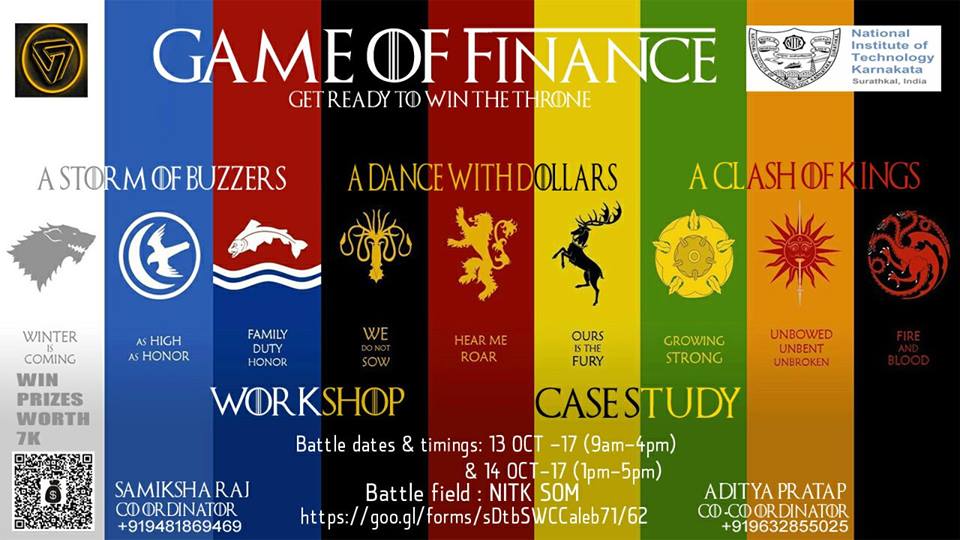 GAME OF FINANCE
GET READY TO WIN THE THRONE
National
Institute of
Technology
Karnakata
Surathkal, India
A STORM OF BUZZERS
A DANCE WITH DOLLARS
A CLASH OF KINGS
WINTER
IS
COMING
AS HIGH
AS HONOR
FAMILY
DUTY
HONOR
WE
DO NOT
SOW
HEAR ME
ROAR
OURS
IS THE
FURY
GROWING
STRONG
UNBOWED
UNBENT
UNBROKEN
FIRE
AND
BLOOD
WIN
PRIZES
WORTH
7K
WORKSHOP
CASE STUDY
Battle dates & timings: 13 OCT -17 (9am-4pm)
& 14 OCT-17 (1pm-5pm)
Battle field : NITK SOM
https://goo.gl/forms/sDtbSWCCaleb71/62
SAMIKSHA RAJ
COORDINATOR
+919481869469
ADITYA PRATAP
CO-COORDINATOR
+919632855025